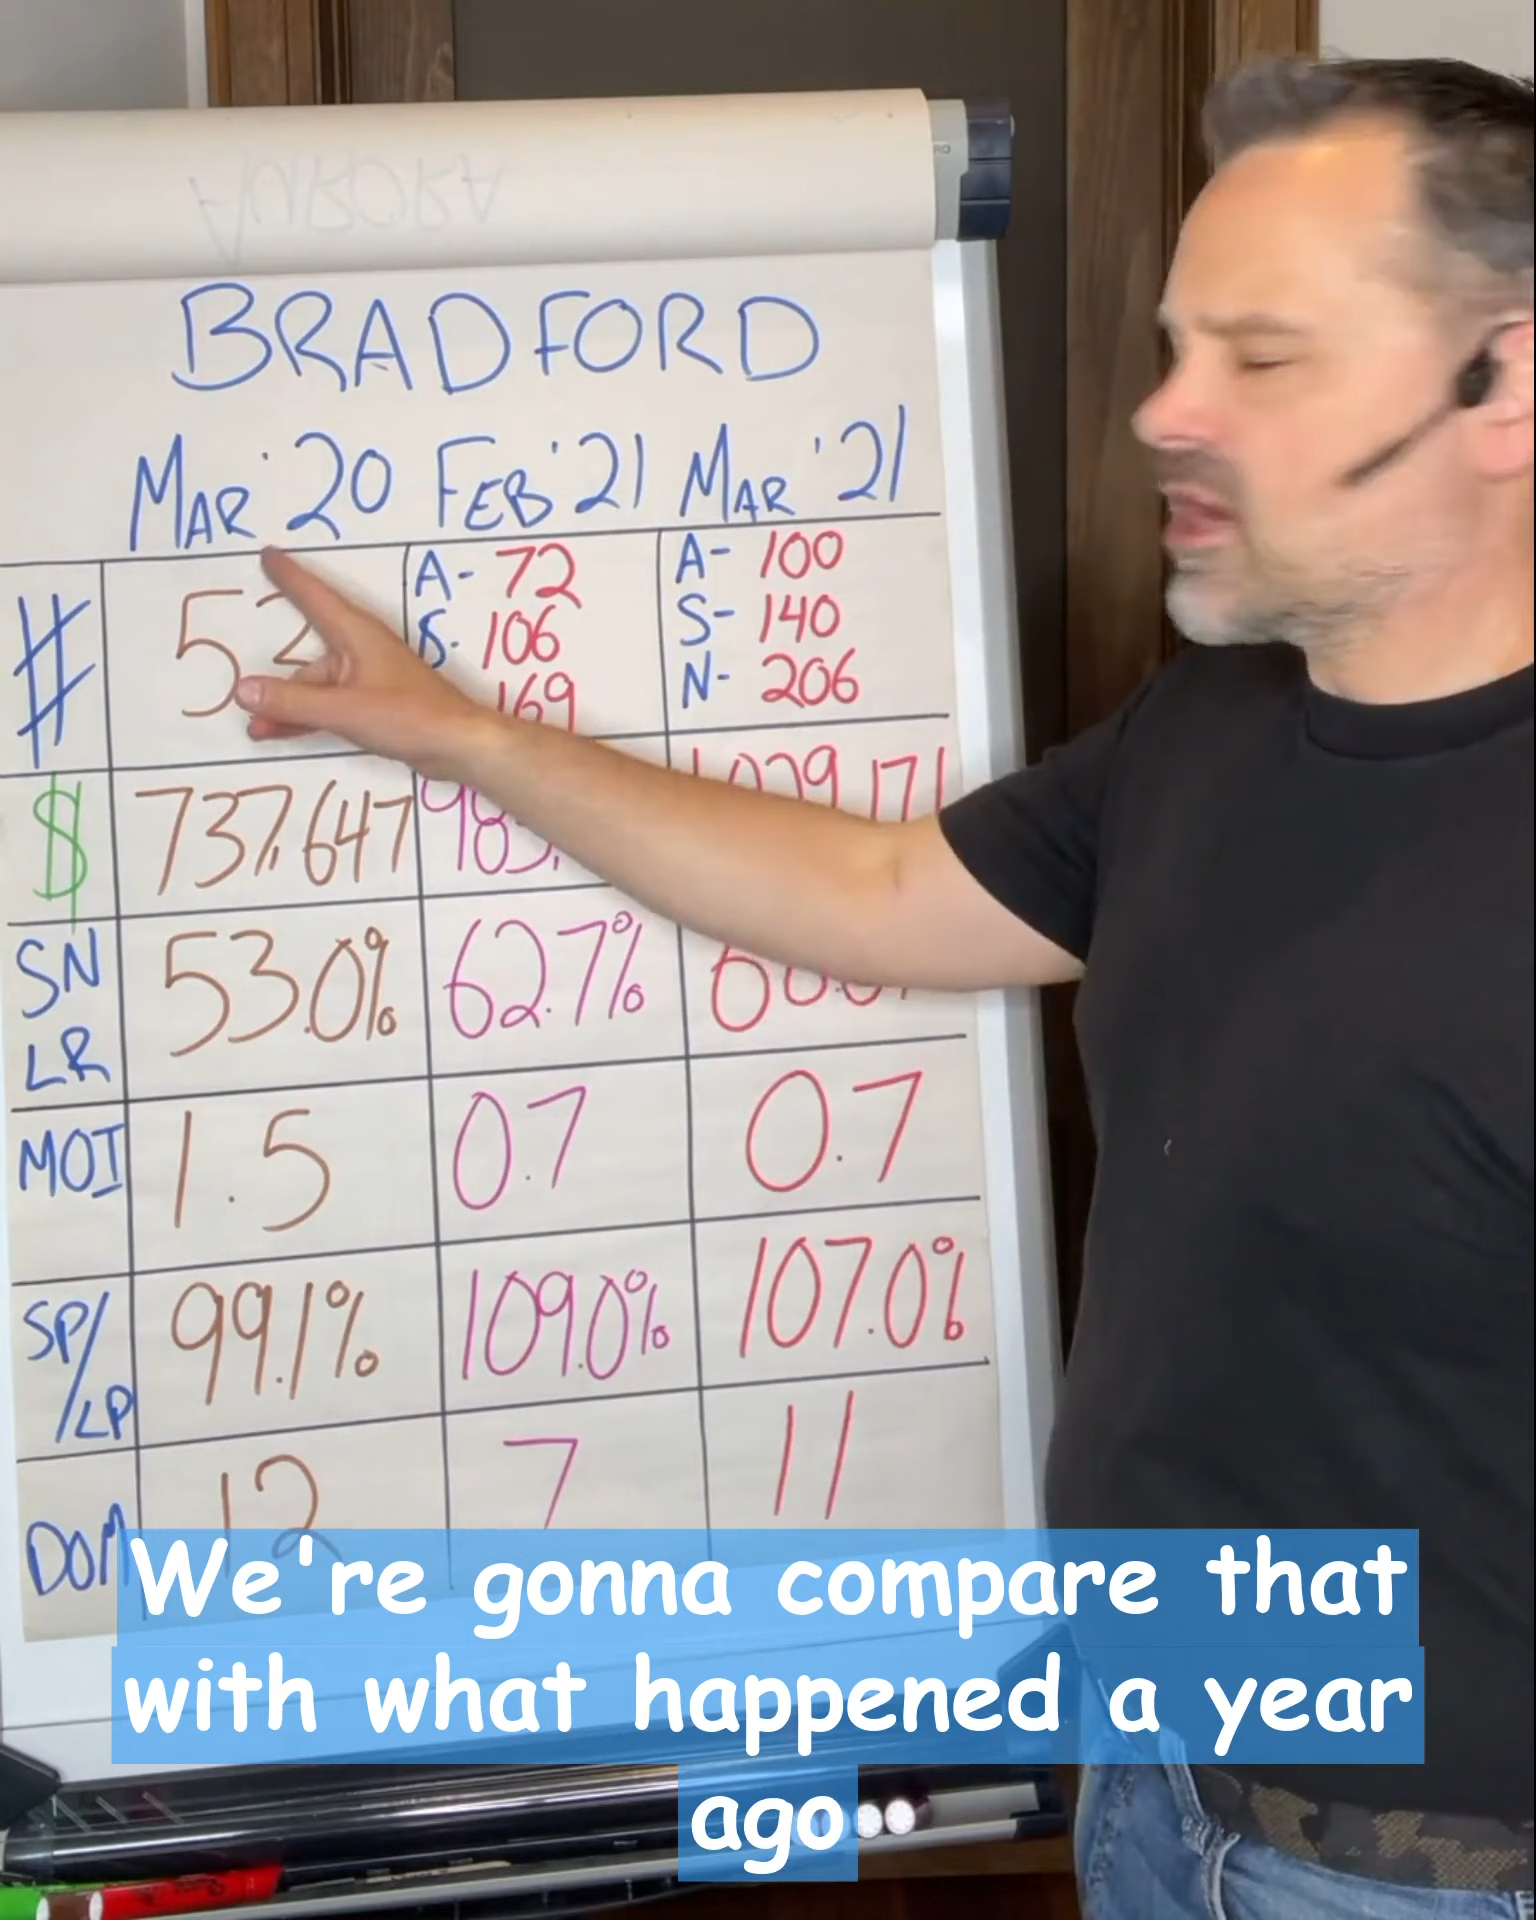 BRADFORD
MAR '20 FEB '21 MAR '21
# A- 72 A- 100
S- 106 S- 140
169 N- 206
$ 737,647
SN LR 53.0% 62.7%
MOI 1.5 0.7 0.7
SP/LP 99.1% 109.0% 107.0%
DOM 12 7 11
We're gonna compare that
with what happened a year
ago